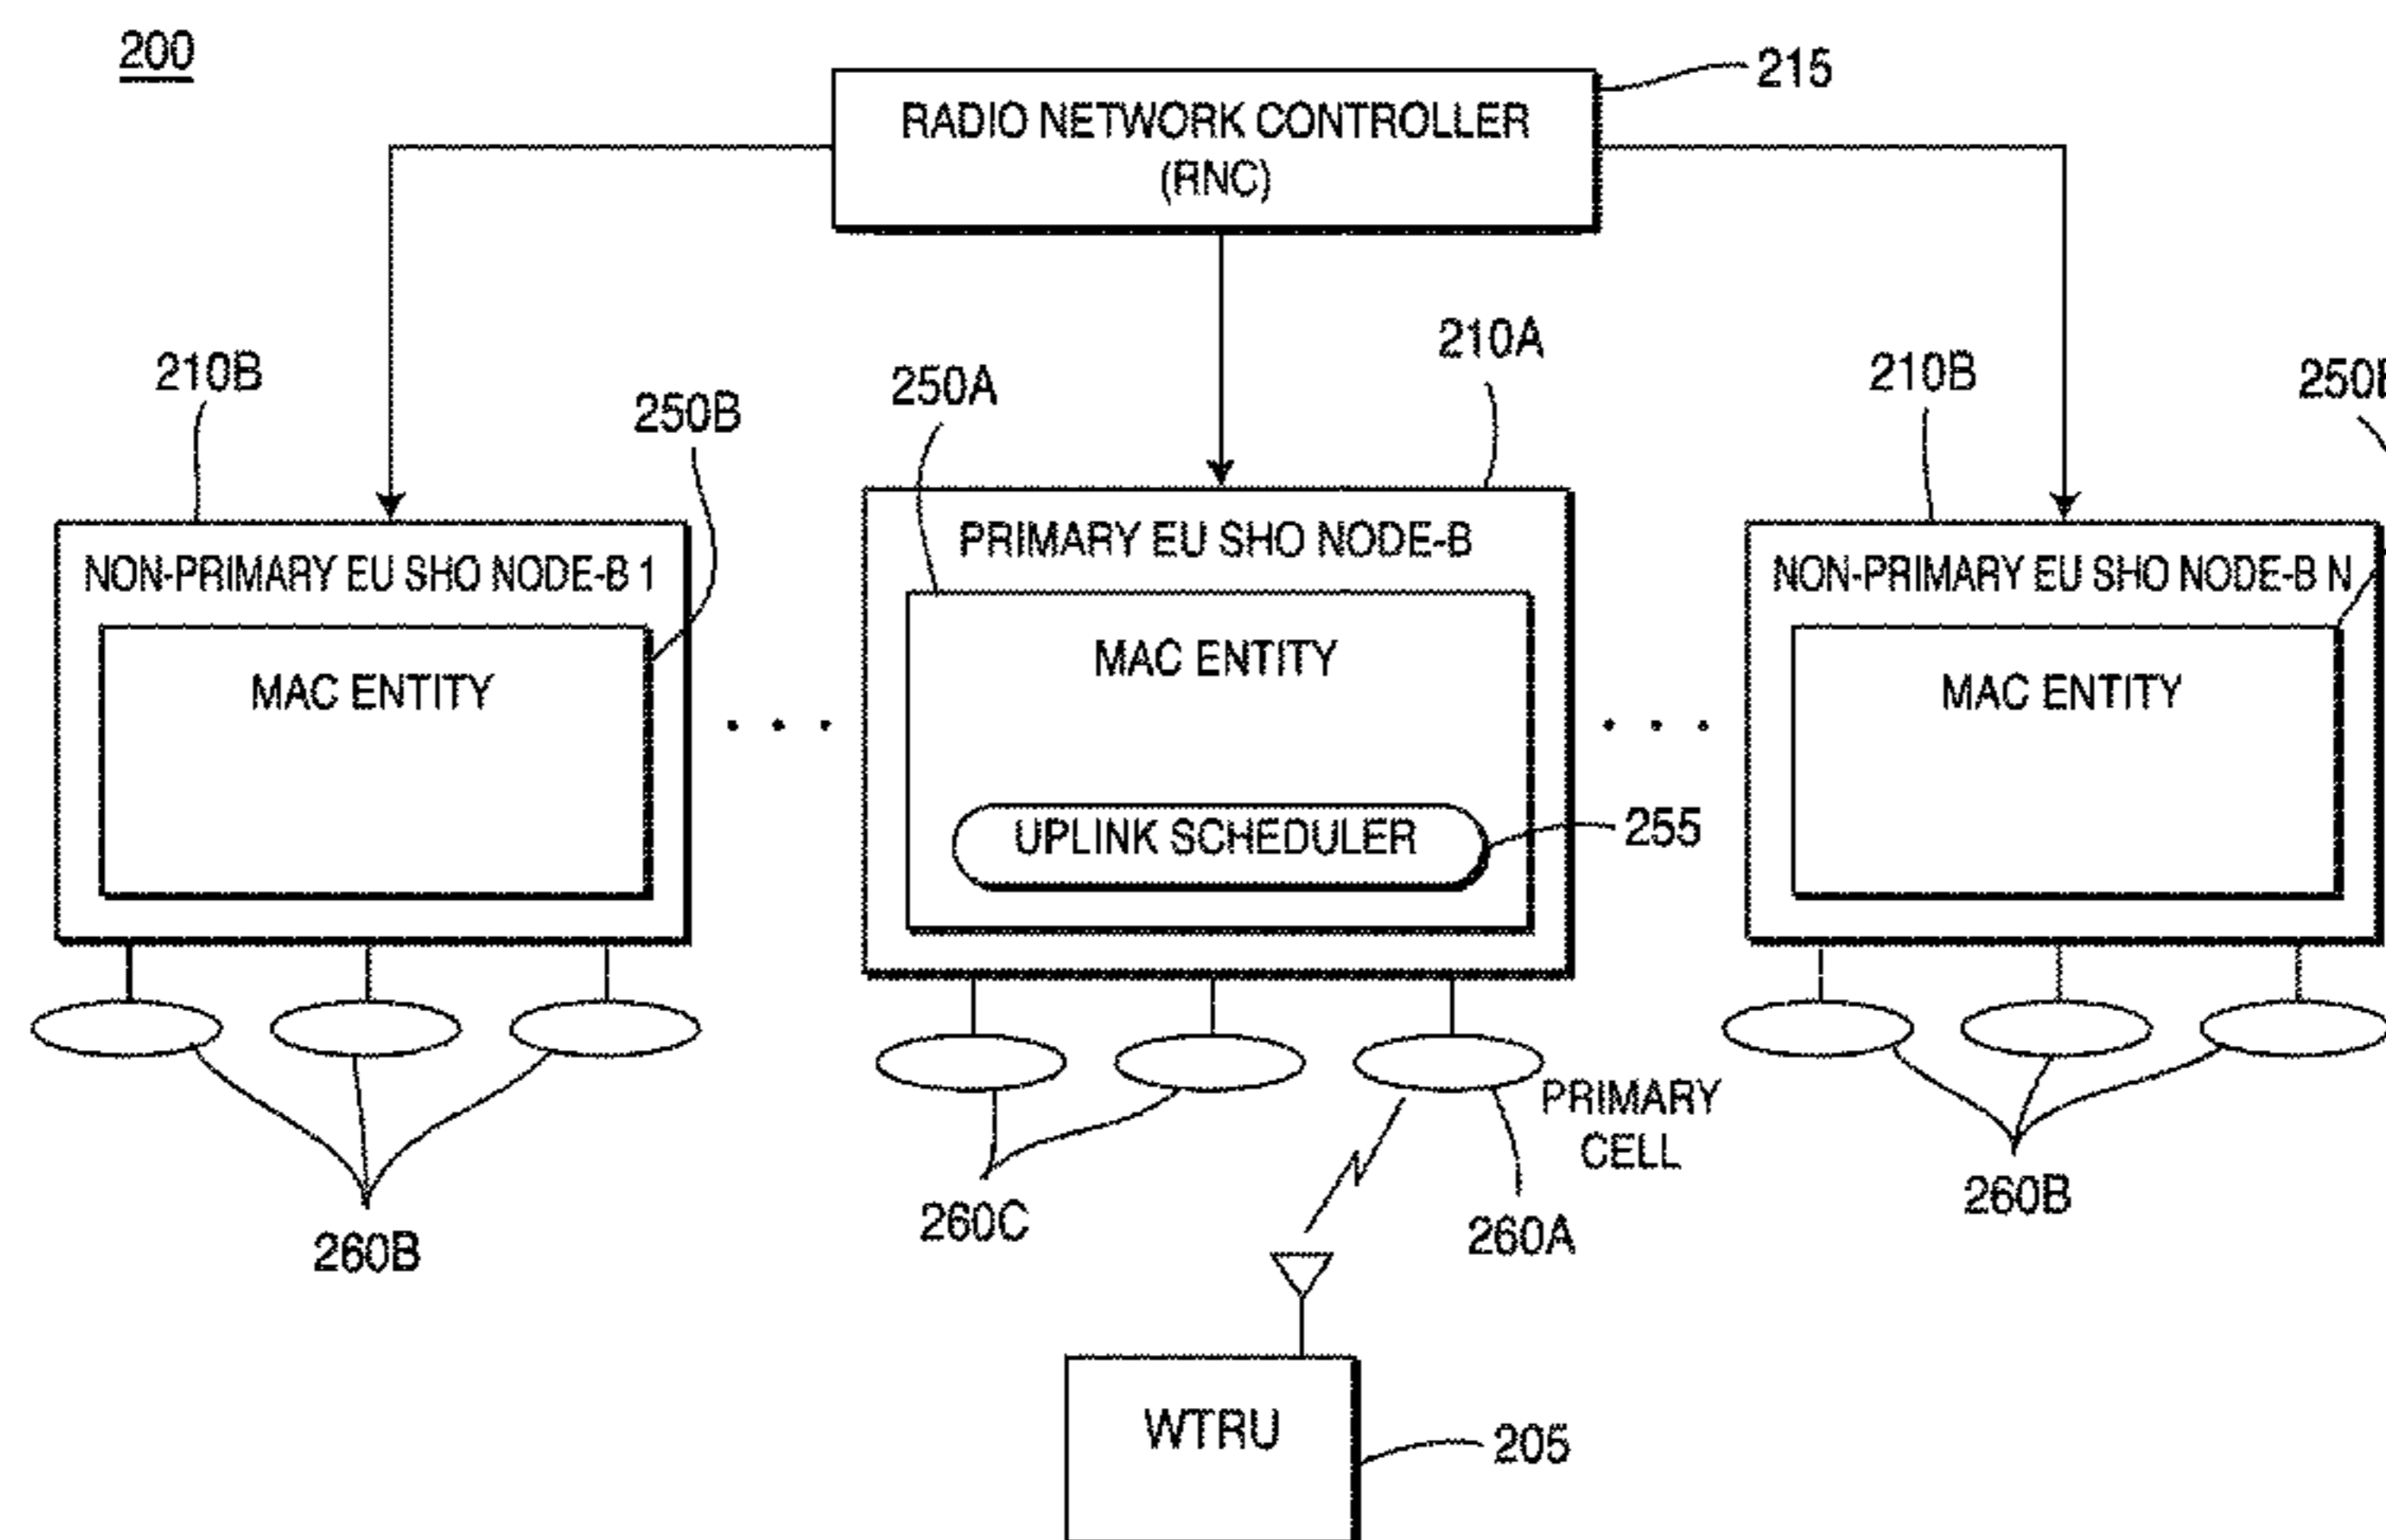 200
215
RADIO NETWORK CONTROLLER
(RNC)
210B
250B
250A
210A
210B
NON-PRIMARY EU SHO NODE-B 1
MAC ENTITY
PRIMARY EU SHO NODE-B
MAC ENTITY
UPLINK SCHEDULER
255
NON-PRIMARY EU SHO NODE-B N
MAC ENTITY
260B
260C
260A
PRIMARY
CELL
260B
WTRU
205